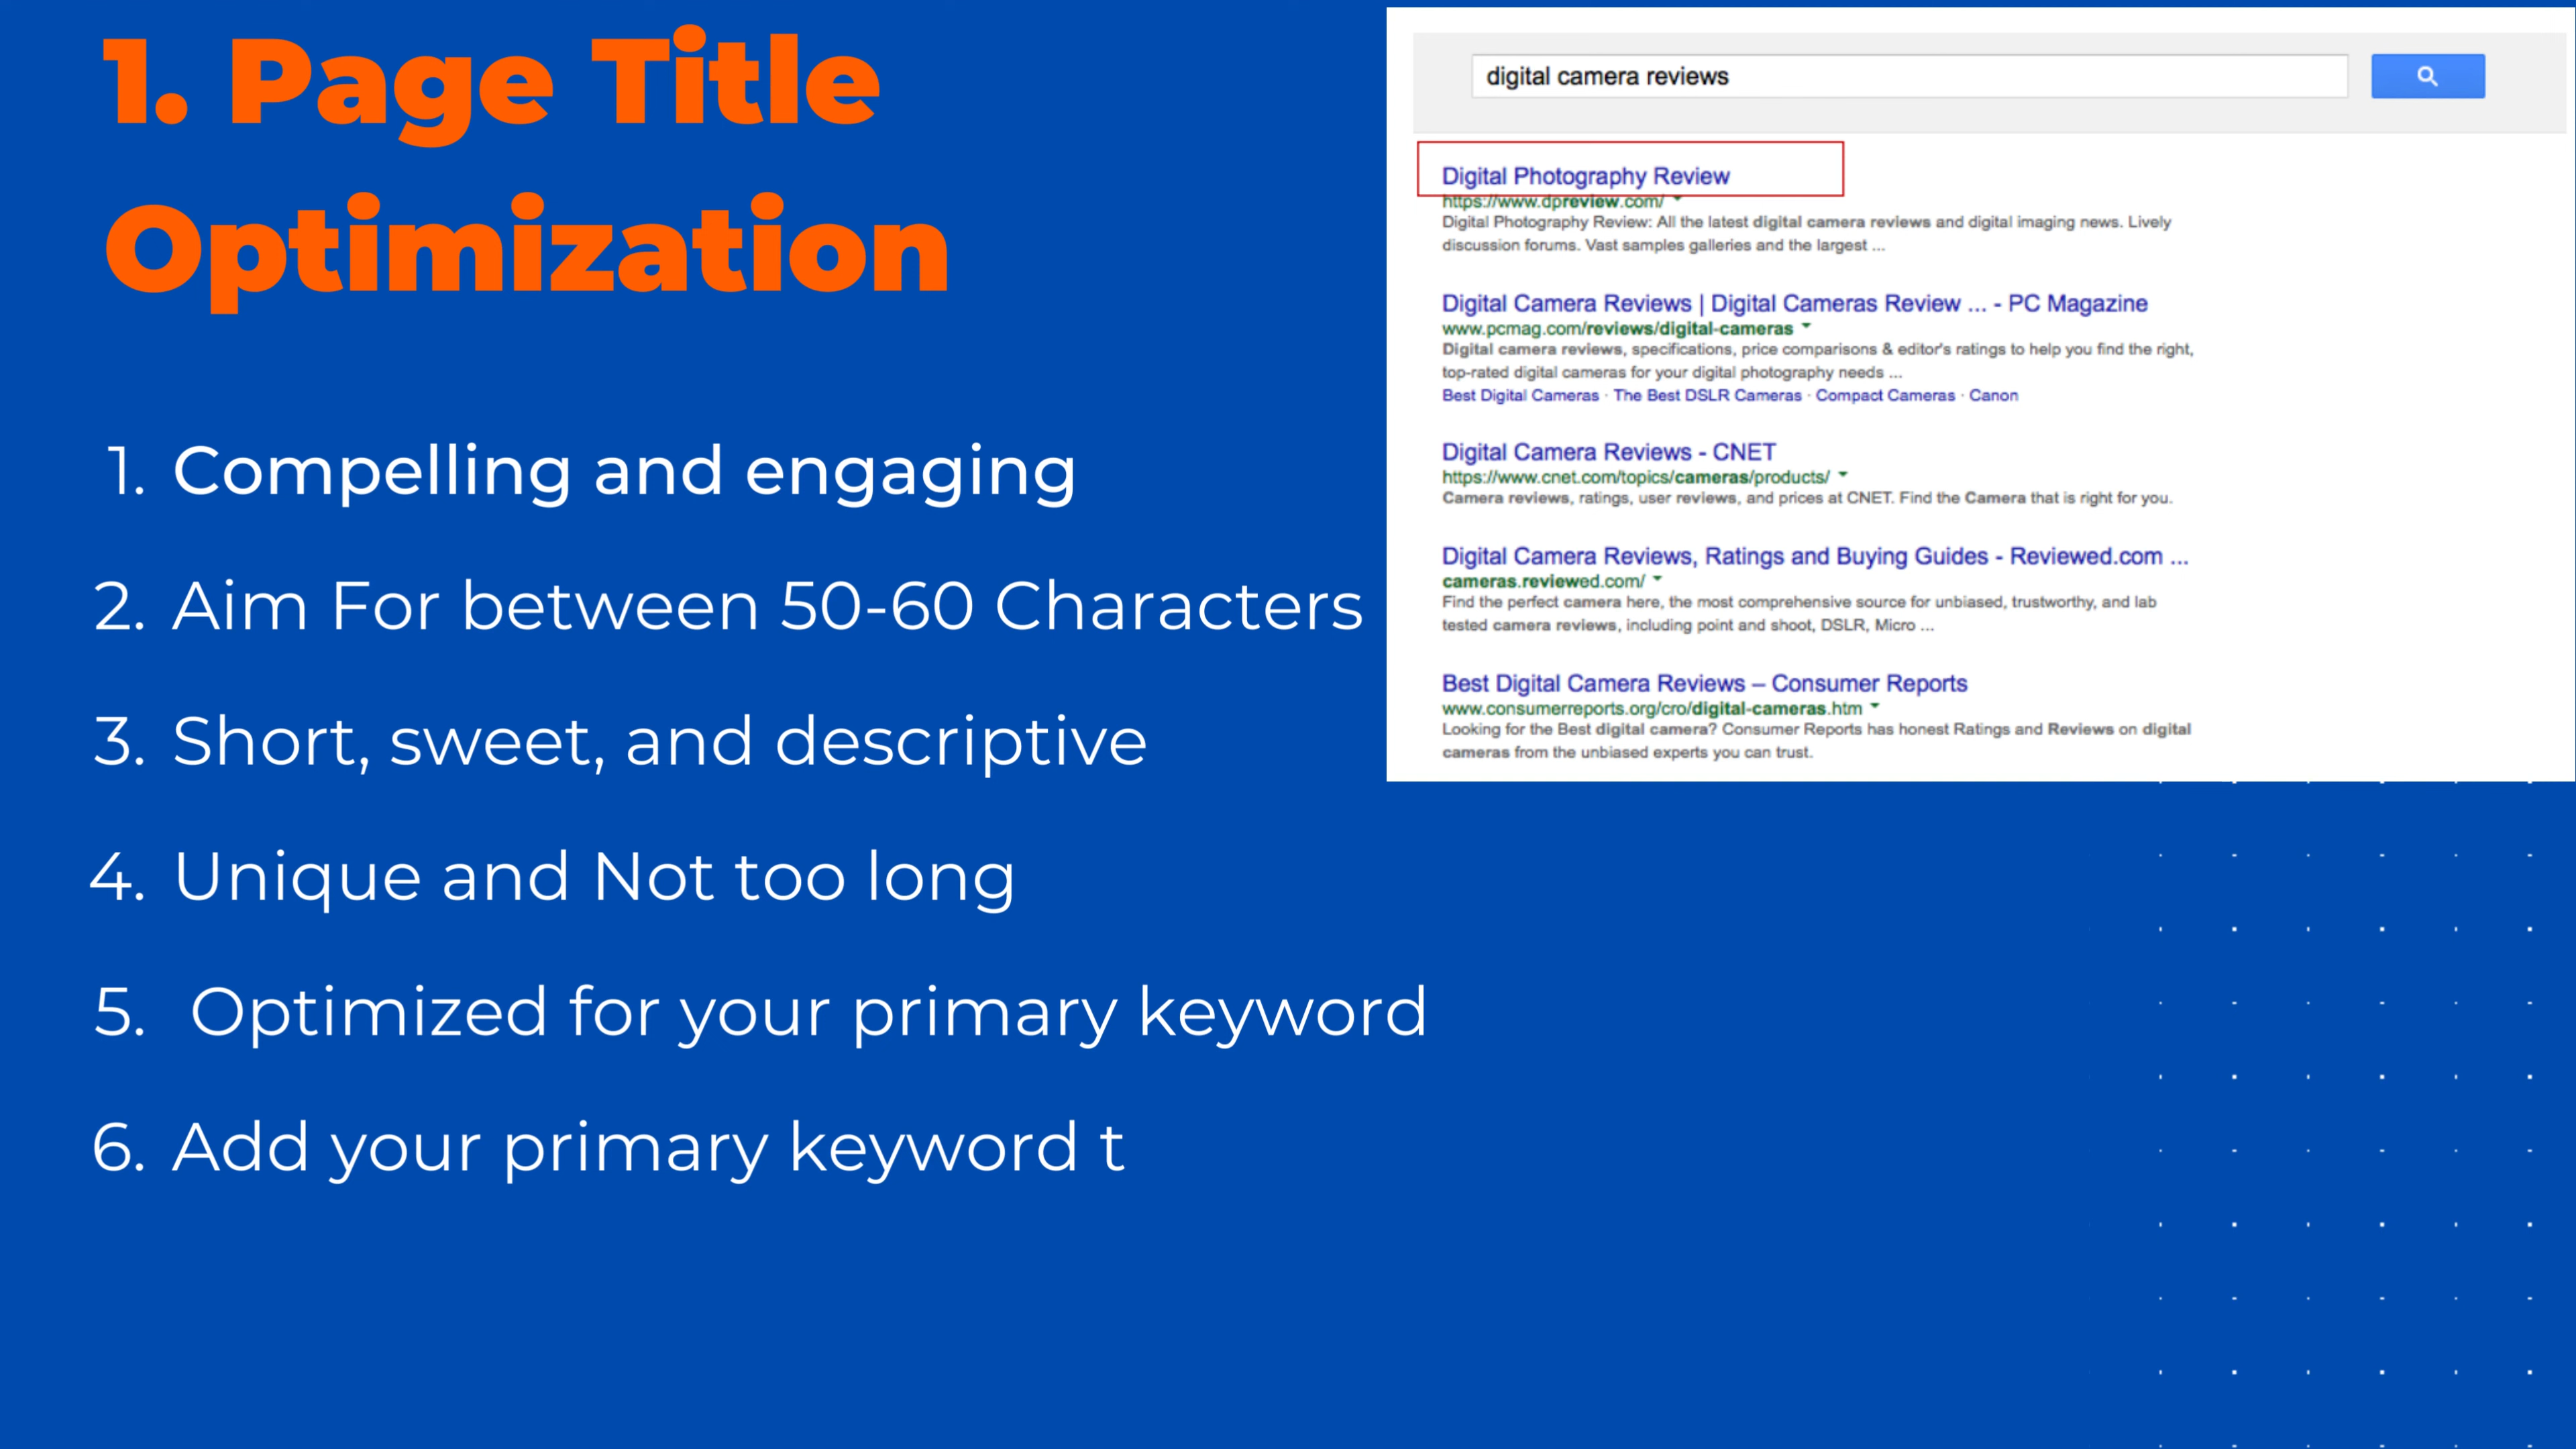 1. Page Title
Optimization
1. Compelling and engaging
2. Aim For between 50-60 Characters
3. Short, sweet, and descriptive
4. Unique and Not too long
5. Optimized for your primary keyword
6. Add your primary keyword t
digital camera reviews
Digital Photography Review
https://www.dpreview.com/
Digital Photography Review: All the latest digital camera reviews and digital imaging news. Lively
discussion forums. Vast samples galleries and the largest ...
Digital Camera Reviews | Digital Cameras Review ... - PC Magazine
www.pcmag.com/reviews/digital-cameras
Digital camera reviews, specifications, price comparisons & editor's ratings to help you find the right,
top-rated digital cameras for your digital photography needs ...
Best Digital Cameras · The Best DSLR Cameras · Compact Cameras · Canon
Digital Camera Reviews - CNET
https://www.cnet.com/topics/cameras/products/
Camera reviews, ratings, user reviews, and prices at CNET. Find the Camera that is right for you.
Digital Camera Reviews, Ratings and Buying Guides - Reviewed.com ...
cameras.reviewed.com/
Find the perfect camera here, the most comprehensive source for unbiased, trustworthy, and lab
tested camera reviews, including point and shoot, DSLR, Micro ...
Best Digital Camera Reviews – Consumer Reports
www.consumerreports.org/cro/digital-cameras.htm
Looking for the Best digital camera? Consumer Reports has honest Ratings and Reviews on digital
cameras from the unbiased experts you can trust.